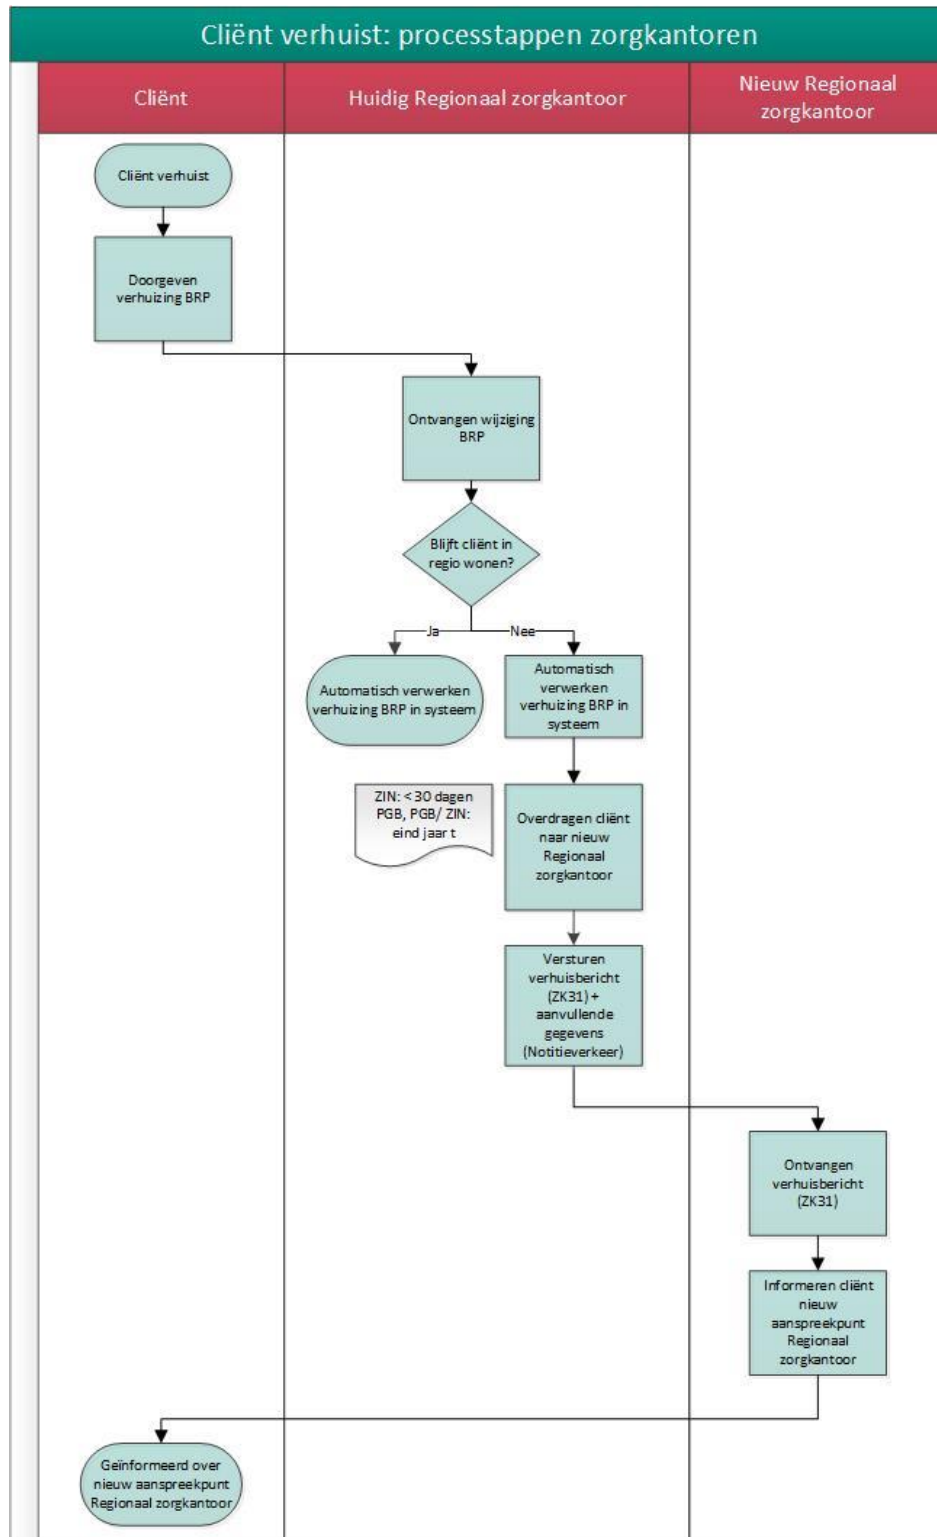 Cliënt verhuist: processtappen zorgkantoren
Cliënt
Huidig Regionaal zorgkantoor
Nieuw Regionaal
zorgkantoor
Cliënt verhuist
Doorgeven
verhuizing BRP
Ontvangen wijziging
BRP
Blijft cliënt in
regio wonen?
Ja
Nee
Automatisch verwerken
verhuizing BRP in systeem
Automatisch
verwerken
verhuizing BRP in
systeem
ZIN: < 30 dagen
PGB, PGB/ ZIN:
eind jaar t
Overdragen cliënt
naar nieuw
Regionaal
zorgkantoor
Versturen
verhuisbericht
(ZK31) +
aanvullende
gegevens
(Notitieverkeer)
Ontvangen
verhuisbericht
(ZK31)
Informeren cliënt
nieuw
aanspreekpunt
Regionaal
zorgkantoor
Geïnformeerd over
nieuw aanspreekpunt
Regionaal zorgkantoor